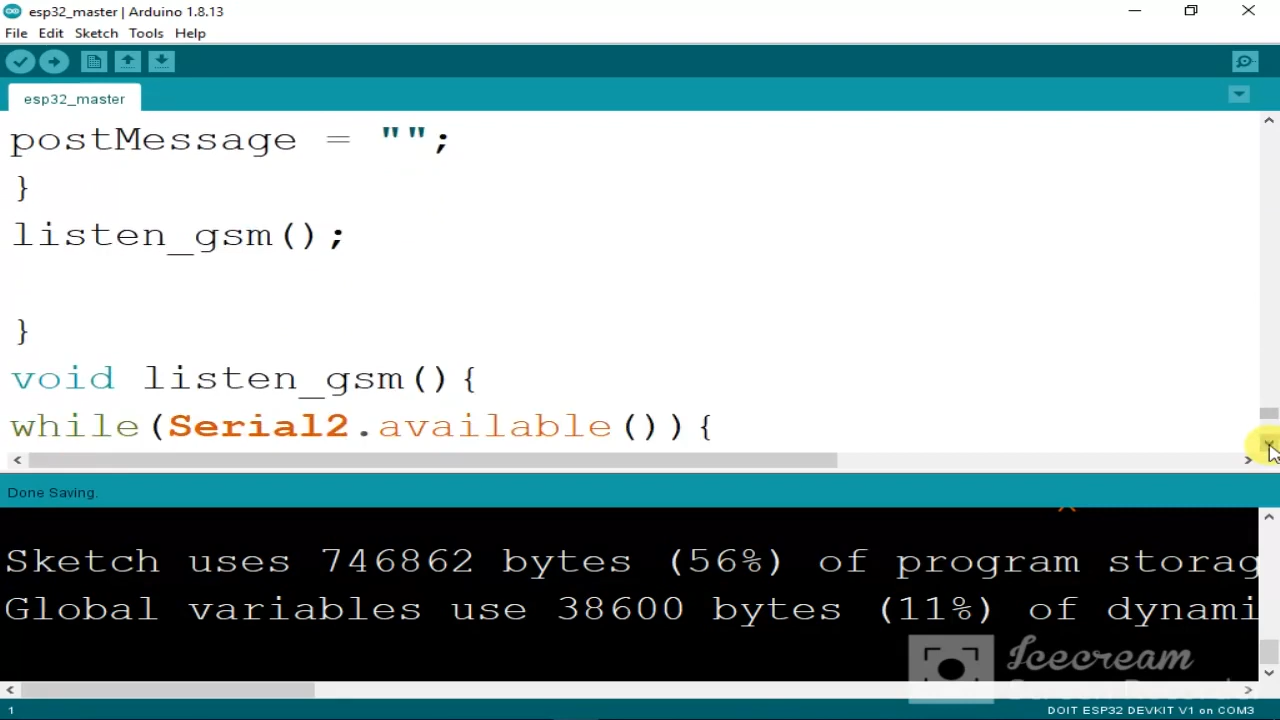 esp32_master | Arduino 1.8.13
File Edit Sketch Tools Help
esp32_master
postMessage = "";
}
listen_gsm();
}
void listen_gsm(){
while(Serial2.available()){
Done Saving.
Sketch uses 746862 bytes (56%) of program storag
Global variables use 38600 bytes (11%) of dynami
Icecream
Screen Recorder
1
DOIT ESP32 DEVKIT V1 on COM3